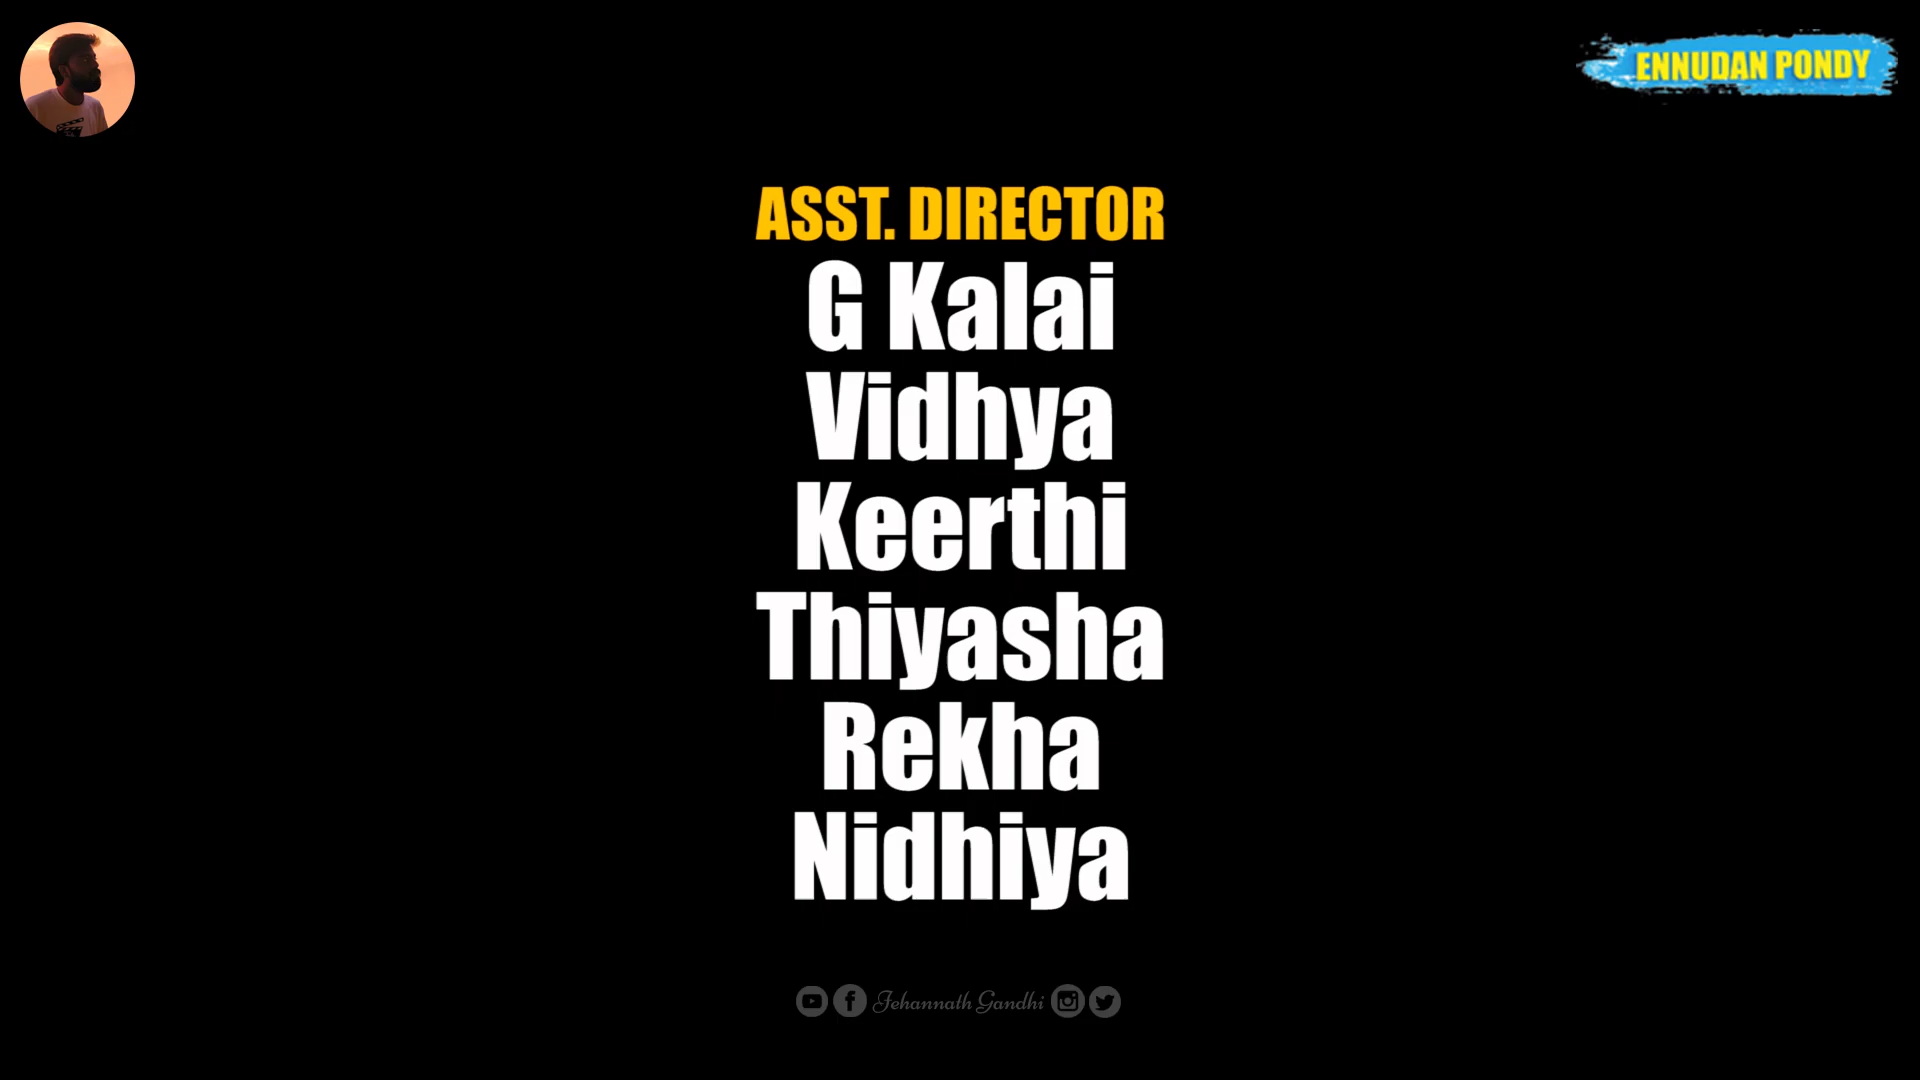 ENNUDAN PONDY
ASST. DIRECTOR
G Kalai
Vidhya
Keerthi
Thiyasha
Rekha
Nidhiya
Jehannath Gandhi